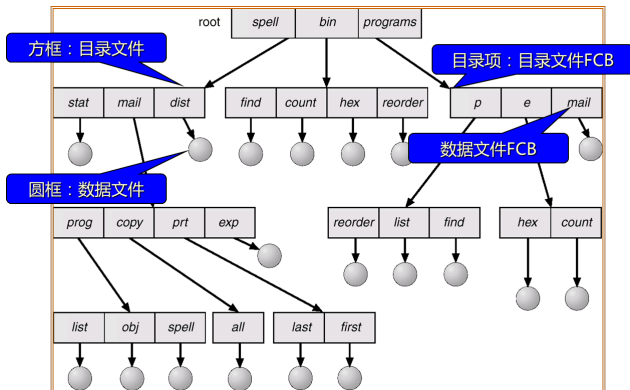 root spell bin programs
方框：目录文件
目录项：目录文件FCB
stat mail dist find count hex reorder p e mail
数据文件FCB
圆框：数据文件
prog copy prt exp reorder list find hex count
list obj spell all last first